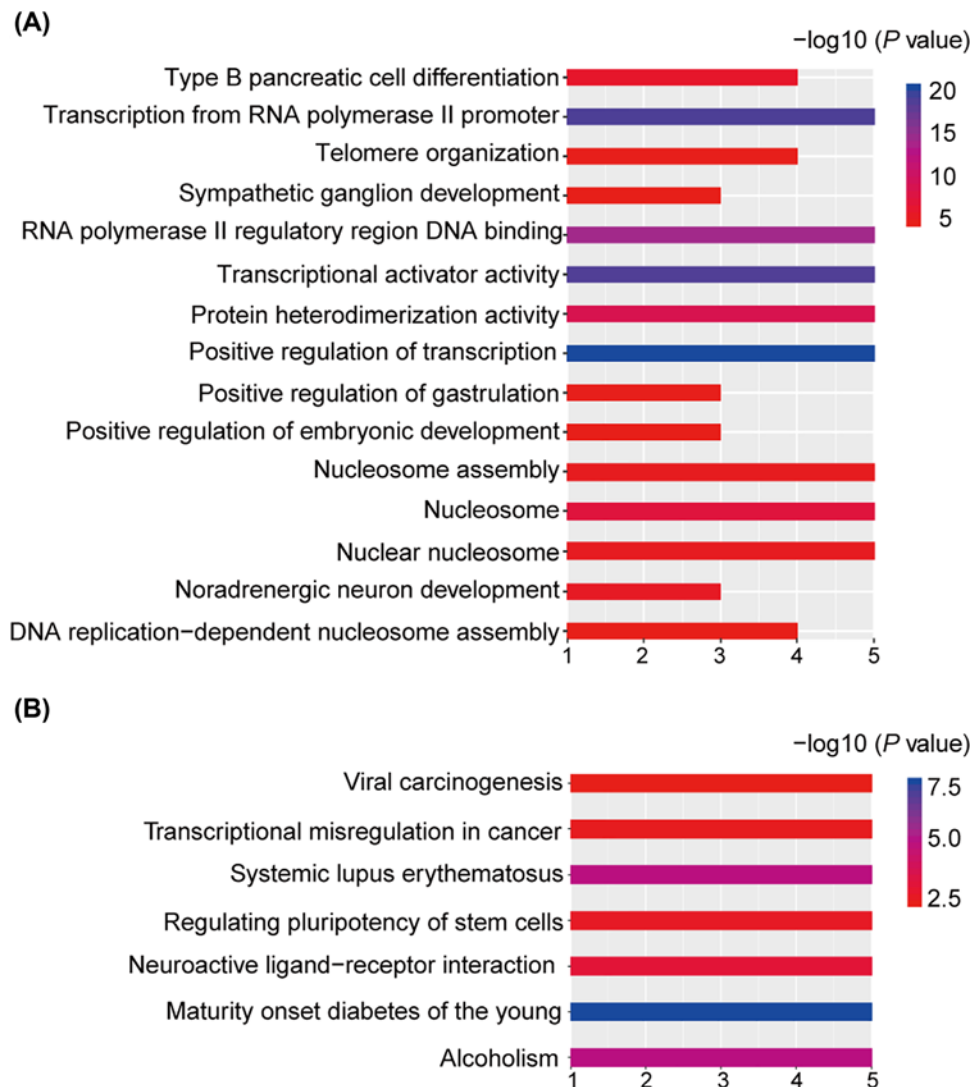 (A)
−log10 (P value)
Type B pancreatic cell differentiation
Transcription from RNA polymerase II promoter
Telomere organization
Sympathetic ganglion development
RNA polymerase II regulatory region DNA binding
Transcriptional activator activity
Protein heterodimerization activity
Positive regulation of transcription
Positive regulation of gastrulation
Positive regulation of embryonic development
Nucleosome assembly
Nucleosome
Nuclear nucleosome
Noradrenergic neuron development
DNA replication−dependent nucleosome assembly
1 2 3 4 5
20
15
10
5
(B)
−log10 (P value)
Viral carcinogenesis
Transcriptional misregulation in cancer
Systemic lupus erythematosus
Regulating pluripotency of stem cells
Neuroactive ligand−receptor interaction
Maturity onset diabetes of the young
Alcoholism
1 2 3 4 5
7.5
5.0
2.5